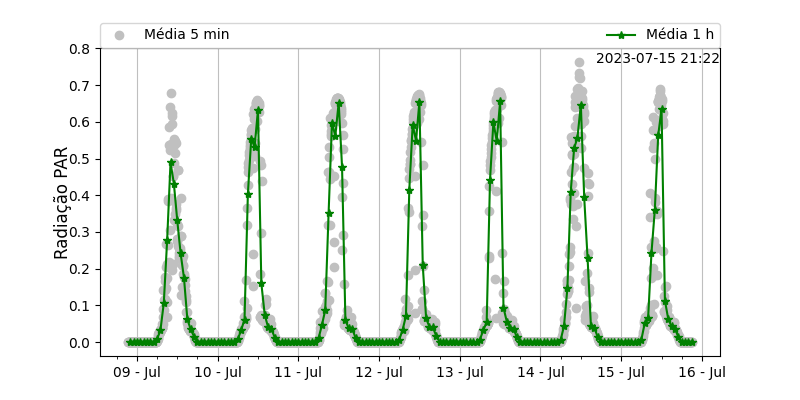 Média 5 min
Média 1 h
2023-07-15 21:22
Radiação PAR
0.8
0.7
0.6
0.5
0.4
0.3
0.2
0.1
0.0
09 - Jul
10 - Jul
11 - Jul
12 - Jul
13 - Jul
14 - Jul
15 - Jul
16 - Jul